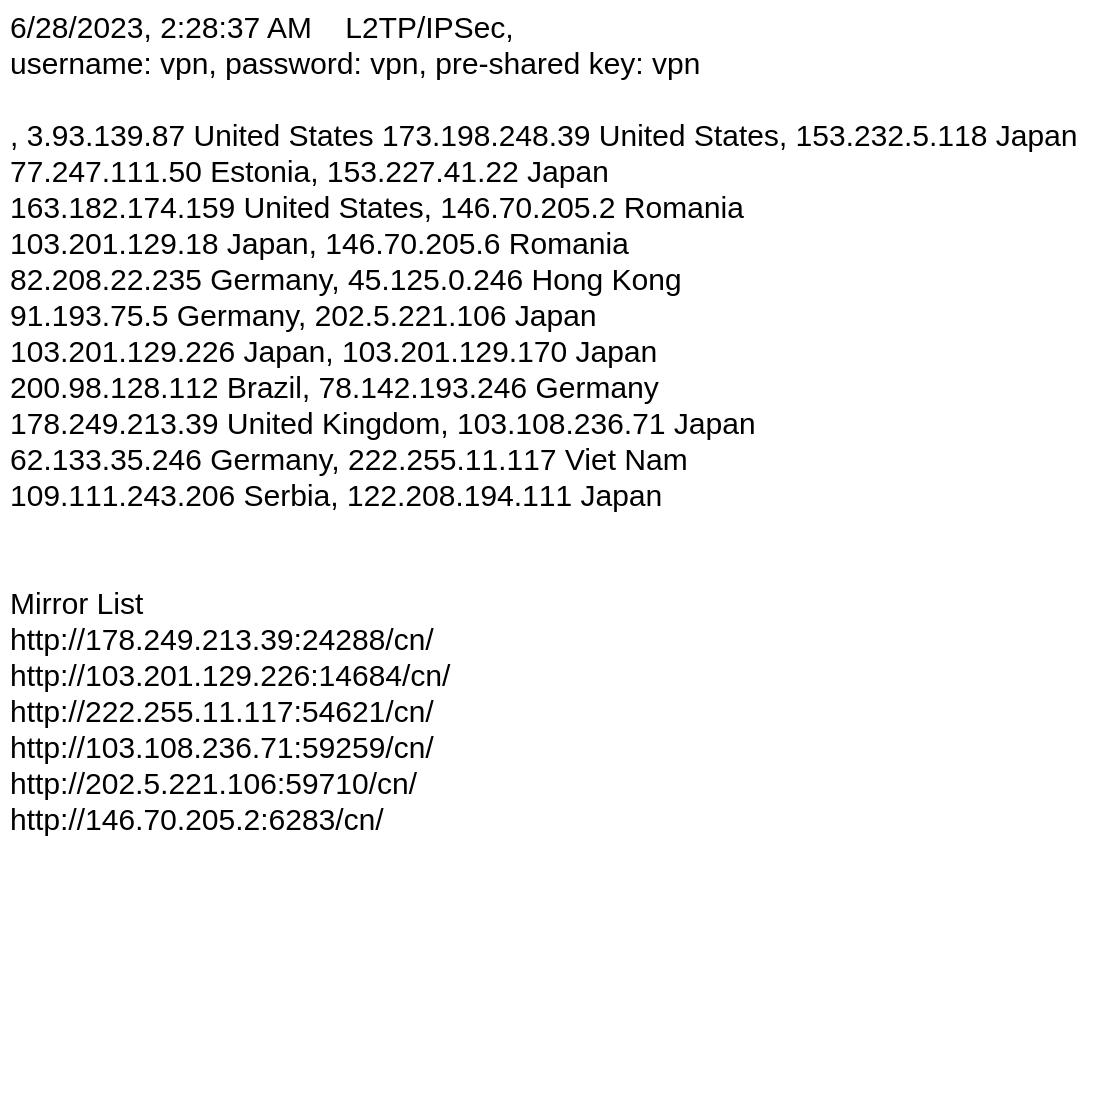 6/28/2023, 2:28:37 AM    L2TP/IPSec,
username: vpn, password: vpn, pre-shared key: vpn
, 3.93.139.87 United States 173.198.248.39 United States, 153.232.5.118 Japan
77.247.111.50 Estonia, 153.227.41.22 Japan
163.182.174.159 United States, 146.70.205.2 Romania
103.201.129.18 Japan, 146.70.205.6 Romania
82.208.22.235 Germany, 45.125.0.246 Hong Kong
91.193.75.5 Germany, 202.5.221.106 Japan
103.201.129.226 Japan, 103.201.129.170 Japan
200.98.128.112 Brazil, 78.142.193.246 Germany
178.249.213.39 United Kingdom, 103.108.236.71 Japan
62.133.35.246 Germany, 222.255.11.117 Viet Nam
109.111.243.206 Serbia, 122.208.194.111 Japan
Mirror List
http://178.249.213.39:24288/cn/
http://103.201.129.226:14684/cn/
http://222.255.11.117:54621/cn/
http://103.108.236.71:59259/cn/
http://202.5.221.106:59710/cn/
http://146.70.205.2:6283/cn/